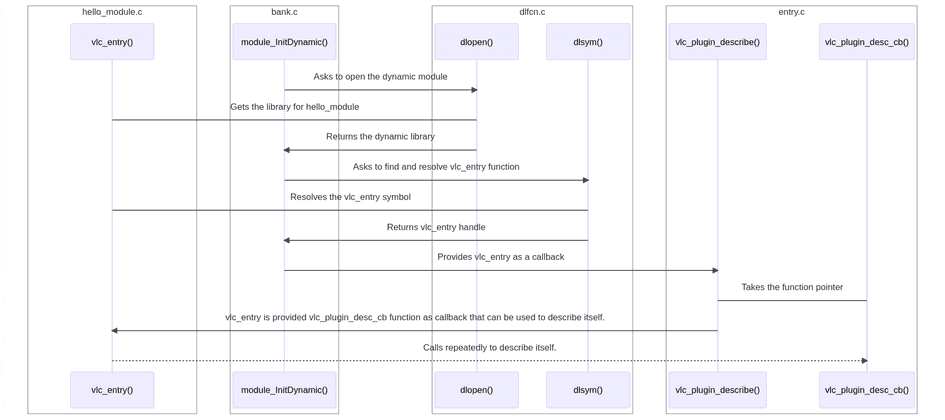 hello_module.c
bank.c
dlfcn.c
entry.c
vlc_entry()
module_InitDynamic()
dlopen()
dlsym()
vlc_plugin_describe()
vlc_plugin_desc_cb()
Asks to open the dynamic module
Gets the library for hello_module
Returns the dynamic library
Asks to find and resolve vlc_entry function
Resolves the vlc_entry symbol
Returns vlc_entry handle
Provides vlc_entry as a callback
Takes the function pointer
vlc_entry is provided vlc_plugin_desc_cb function as callback that can be used to describe itself.
Calls repeatedly to describe itself.
vlc_entry()
module_InitDynamic()
dlopen()
dlsym()
vlc_plugin_describe()
vlc_plugin_desc_cb()